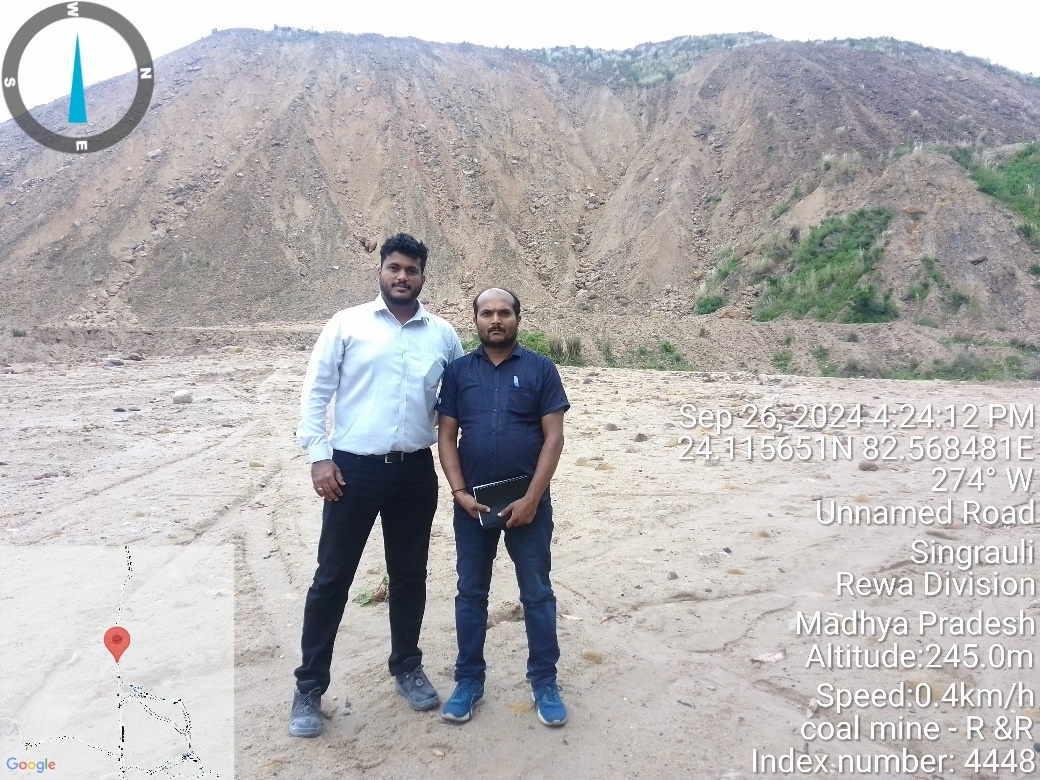 W
N
S
E
Sep 26, 2024 4:24:12 PM
24.115651N 82.568481E
274° W
Unnamed Road
Singrauli
Rewa Division
Madhya Pradesh
Altitude:245.0m
Speed:0.4km/h
coal mine - R &R
Index number: 4448
Google